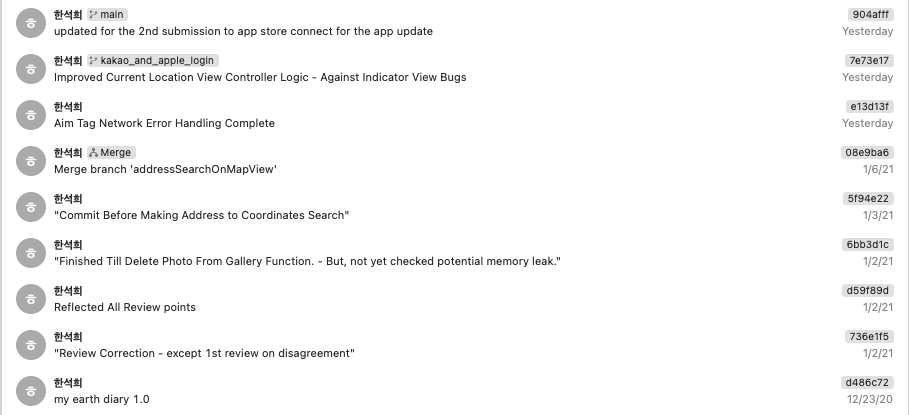 ㅎ 한석희 main 904afff
updated for the 2nd submission to app store connect for the app update Yesterday
ㅎ 한석희 kakao_and_apple_login 7e73e17
Improved Current Location View Controller Logic - Against Indicator View Bugs Yesterday
ㅎ 한석희 e13d13f
Aim Tag Network Error Handling Complete Yesterday
ㅎ 한석희 Merge 08e9ba6
Merge branch 'addressSearchOnMapView' 1/6/21
ㅎ 한석희 5f94e22
"Commit Before Making Address to Coordinates Search" 1/3/21
ㅎ 한석희 6bb3d1c
"Finished Till Delete Photo From Gallery Function. - But, not yet checked potential memory leak." 1/2/21
ㅎ 한석희 d59f89d
Reflected All Review points 1/2/21
ㅎ 한석희 736e1f5
"Review Correction - except 1st review on disagreement" 1/2/21
ㅎ 한석희 d486c72
my earth diary 1.0 12/23/20